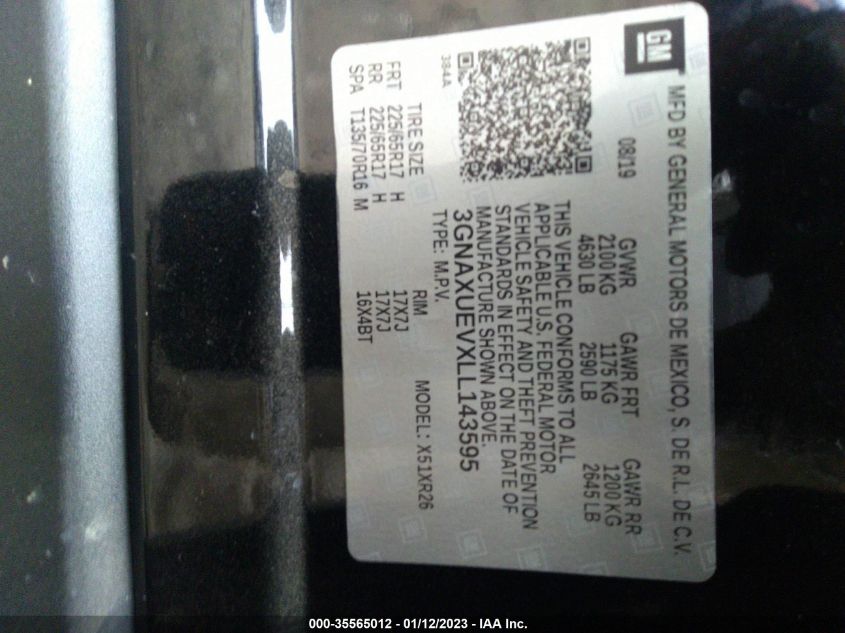 GM
MFD BY GENERAL MOTORS DE MEXICO, S. DE R.L. DE C.V.
08/19 GVWR GAWR FRT GAWR RR
2100 KG 1175 KG 1200 KG
4630 LB 2590 LB 2645 LB
THIS VEHICLE CONFORMS TO ALL
APPLICABLE U.S. FEDERAL MOTOR
VEHICLE SAFETY AND THEFT PREVENTION
STANDARDS IN EFFECT ON THE DATE OF
MANUFACTURE SHOWN ABOVE.
3GNAXUEVXLL143595
384A TYPE: M.P.V. MODEL: X51XR26
TIRE SIZE RIM
FRT 225/65R17 H 17X7J
RR 225/65R17 H 17X7J
SPA T135/70R16 M 16X4BT
000-35565012 - 01/12/2023 - IAA Inc.